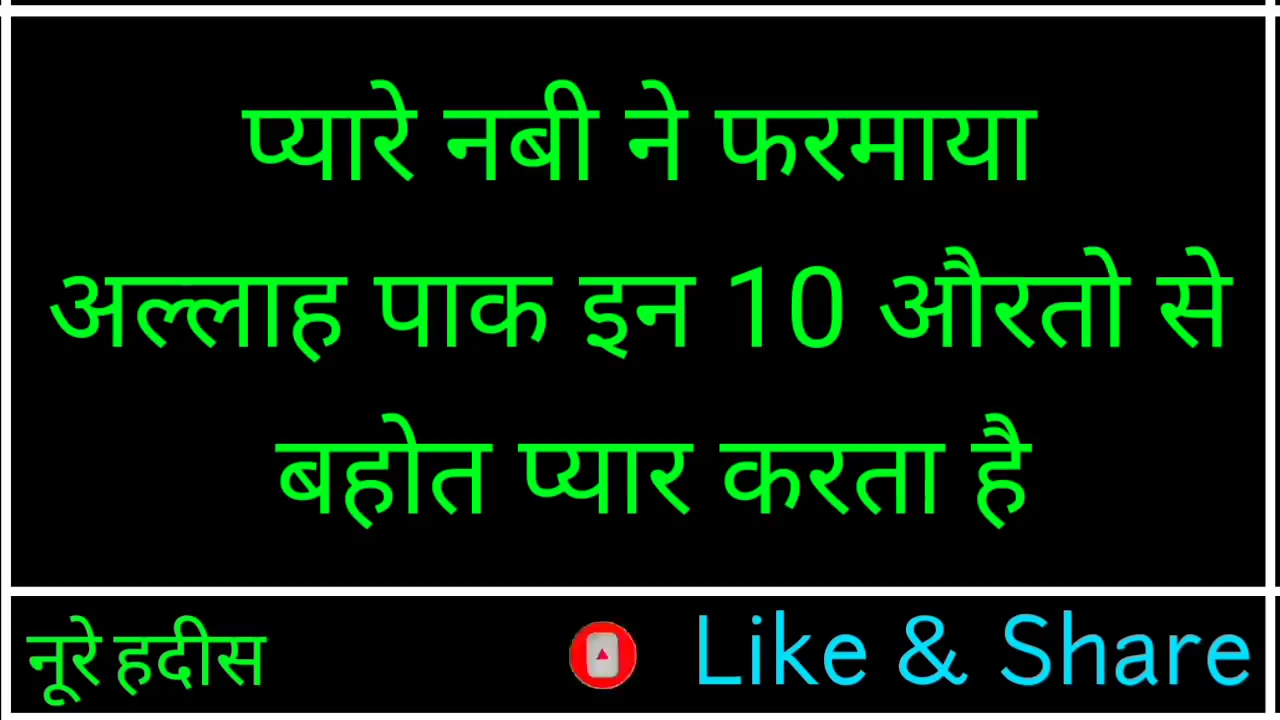 प्यारे नबी ने फरमाया
अल्लाह पाक इन 10 औरतो से
बहोत प्यार करता है
नूरे हदीस
Like & Share